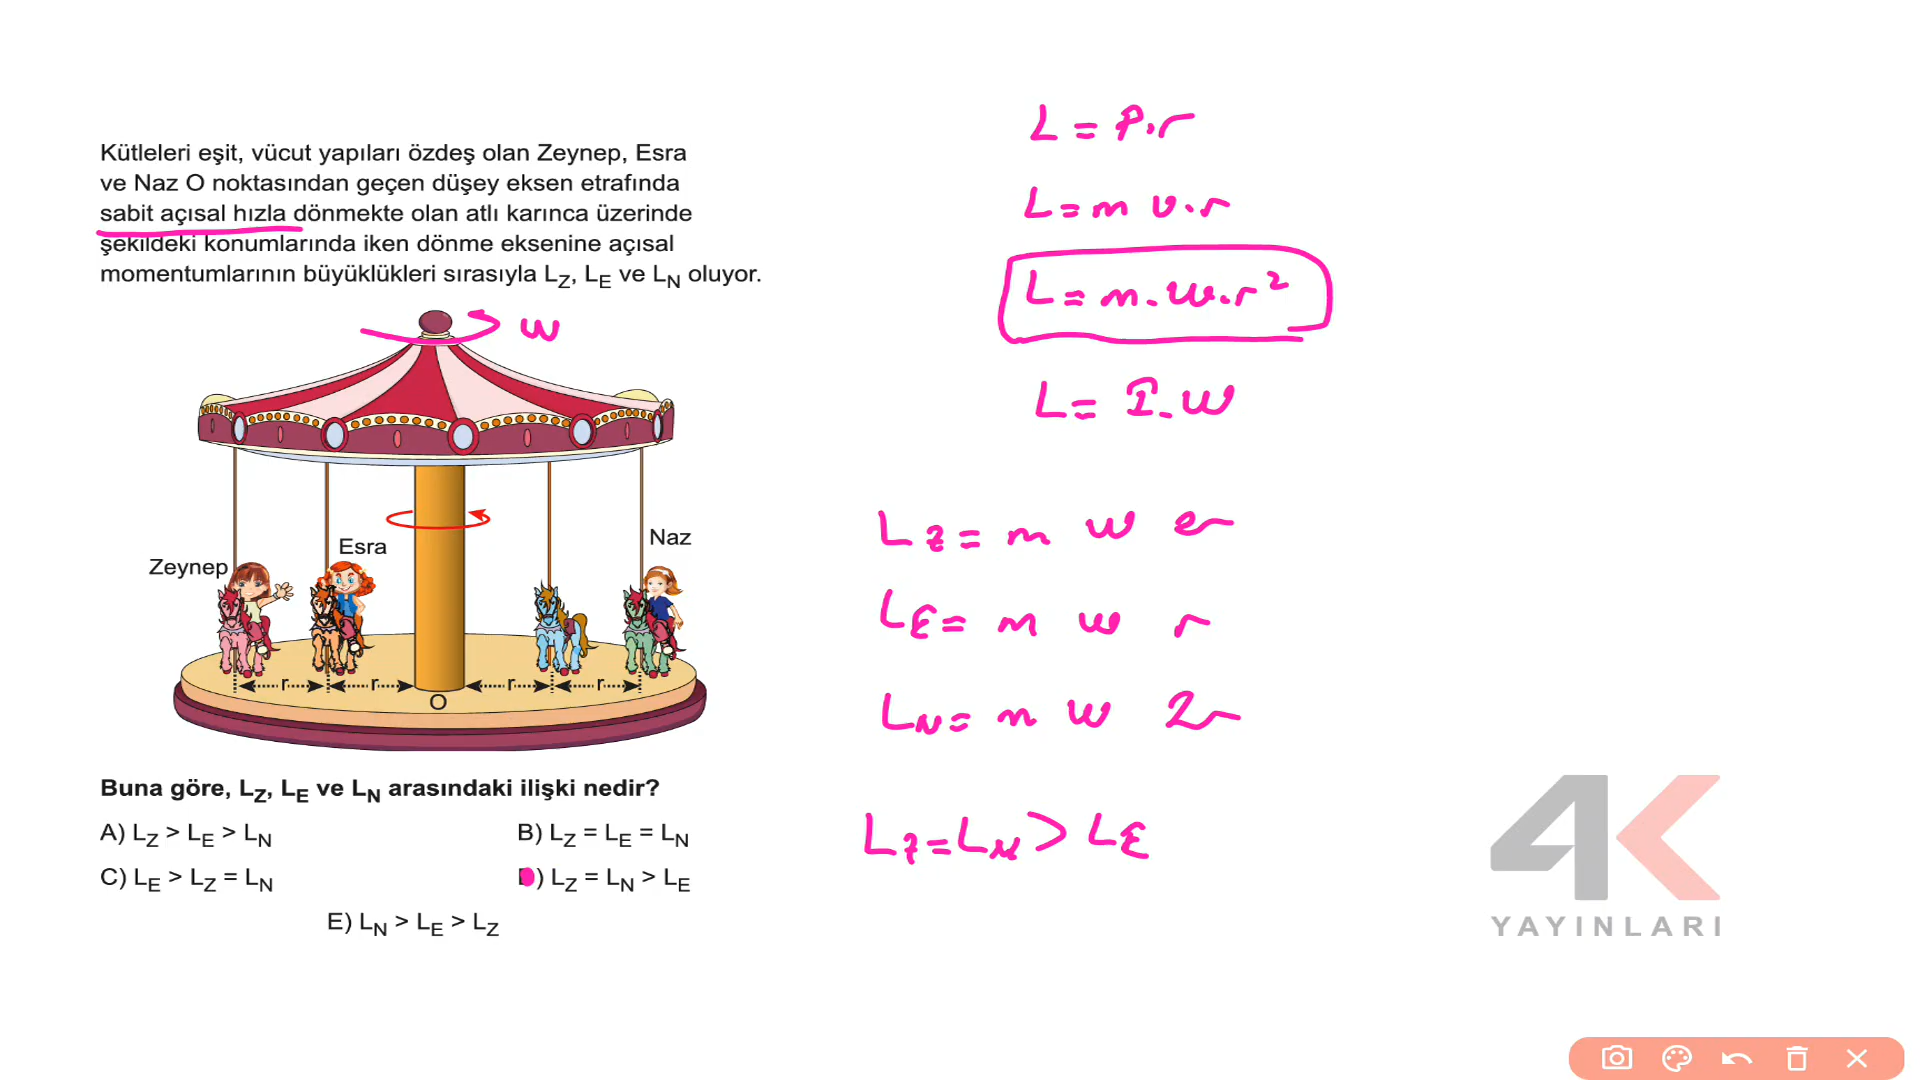 Kütleleri eşit, vücut yapıları özdeş olan Zeynep, Esra
ve Naz O noktasından geçen düşey eksen etrafında
sabit açısal hızla dönmekte olan atlı karınca üzerinde
şekildeki konumlarında iken dönme eksenine açısal
momentumlarının büyüklükleri sırasıyla L_Z, L_E ve L_N oluyor.
w
Zeynep
Esra
Naz
r r r r
O
Buna göre, L_Z, L_E ve L_N arasındaki ilişki nedir?
A) L_Z > L_E > L_N
B) L_Z = L_E = L_N
C) L_E > L_Z = L_N
D) L_Z = L_N > L_E
E) L_N > L_E > L_Z
L = P.r
L = m v.r
L = m.w.r²
L = I.w
L_Z = m w 2r
L_E = m w r
L_N = m w 2r
L_Z = L_N > L_E
4K
YAYINLARI